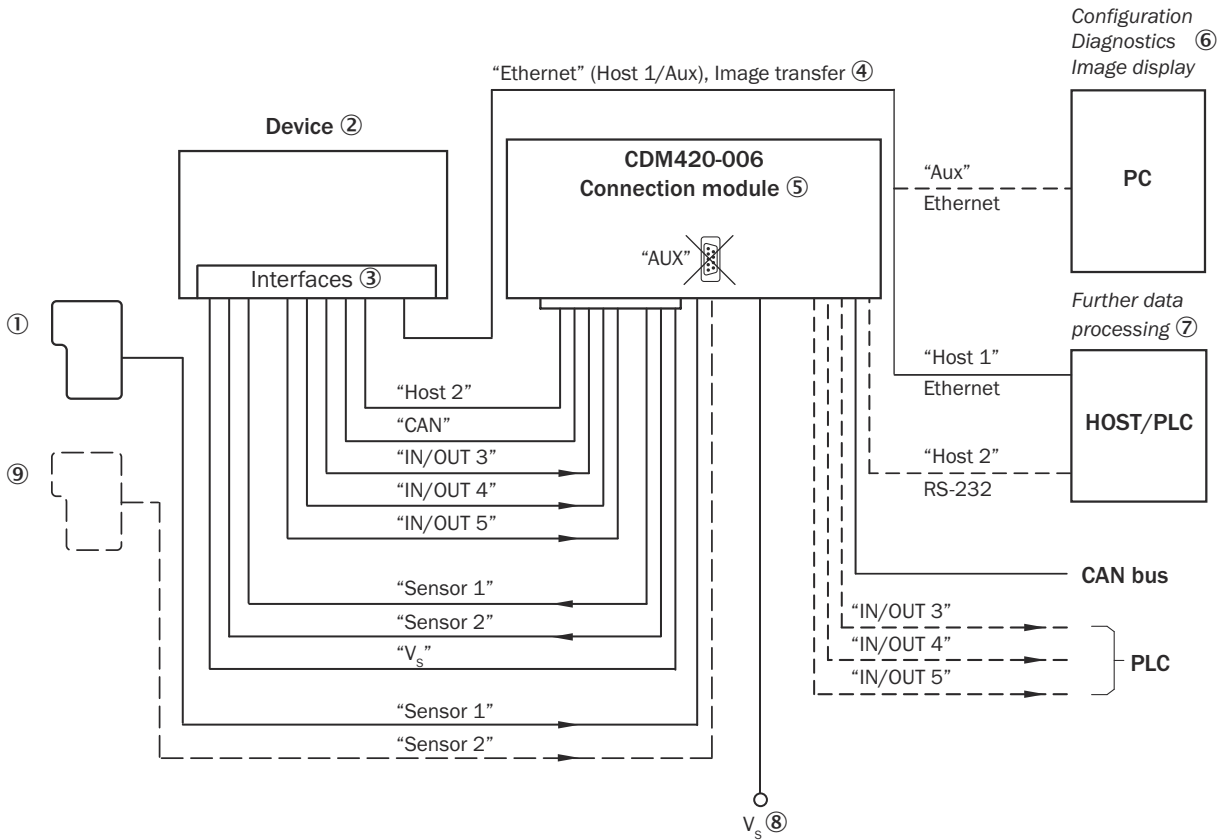 Configuration
Diagnostics ⑥
Image display
"Ethernet" (Host 1/Aux), Image transfer ④
Device ②
CDM420-006
Connection module ⑤
"Aux"
Ethernet
PC
"AUX"
Interfaces ③
①
Further data
processing ⑦
"Host 1"
Ethernet
"Host 2"
"CAN"
HOST/PLC
"IN/OUT 3"
"Host 2"
RS-232
⑨
"IN/OUT 4"
"IN/OUT 5"
CAN bus
"Sensor 1"
"IN/OUT 3"
"Sensor 2"
"IN/OUT 4"
PLC
"Vs"
"IN/OUT 5"
"Sensor 1"
"Sensor 2"
Vs ⑧